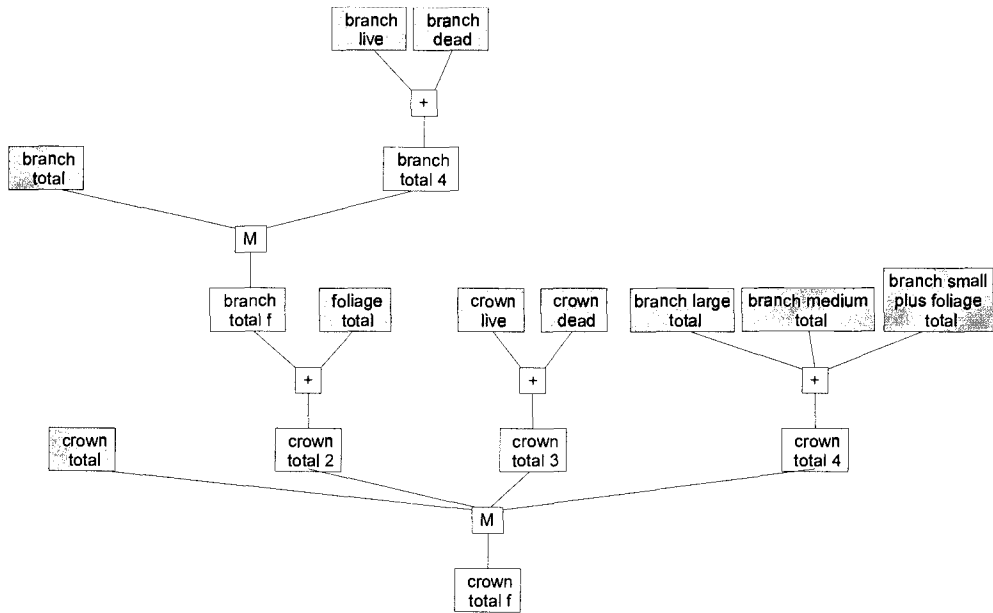 branch
live
branch
dead
+
branch
total
branch
total 4
M
branch
total f
foliage
total
crown
live
crown
dead
branch large
total
branch medium
total
branch small
plus foliage
total
+
+
+
crown
total
crown
total 2
crown
total 3
crown
total 4
M
crown
total f